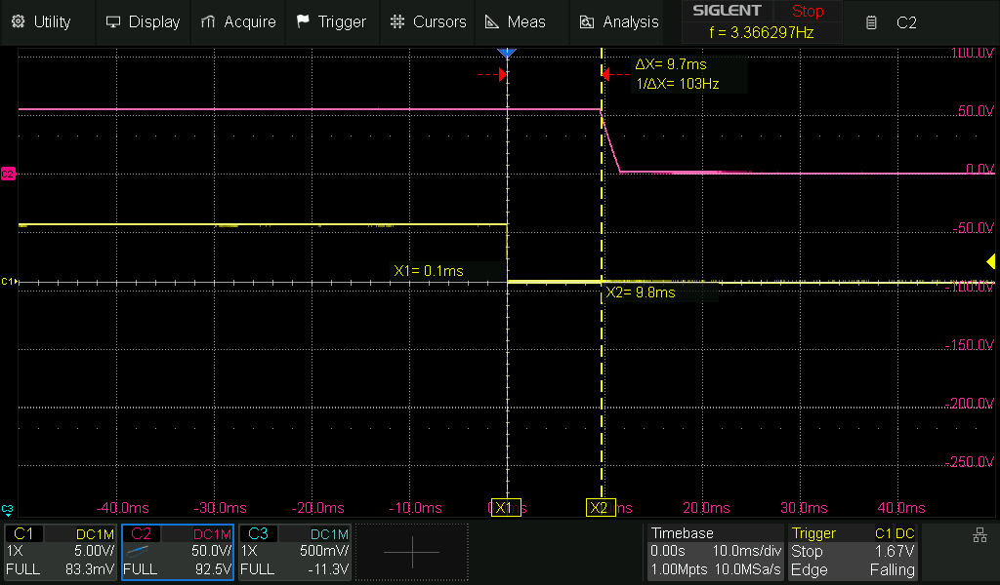 Utility Display Acquire Trigger Cursors Meas Analysis SIGLENT Stop C2
f = 3.366297Hz
100.0V
ΔX= 9.7ms
1/ΔX= 103Hz
50.0V
C2 0.0V
-50.0V
X1= 0.1ms
C1 -100.0V
X2= 9.8ms
-150.0V
-200.0V
-250.0V
C3 -40.0ms -30.0ms -20.0ms -10.0ms X1 X2 20.0ms 30.0ms 40.0ms
C1 DC1M C2 DC1M C3 DC1M Timebase Trigger C1 DC
1X 5.00V/ 50.0V/ 1X 500mV/ 0.00s 10.0ms/div Stop 1.67V
FULL 83.3mV FULL 92.5V FULL -11.3V 1.00Mpts 10.0MSa/s Edge Falling